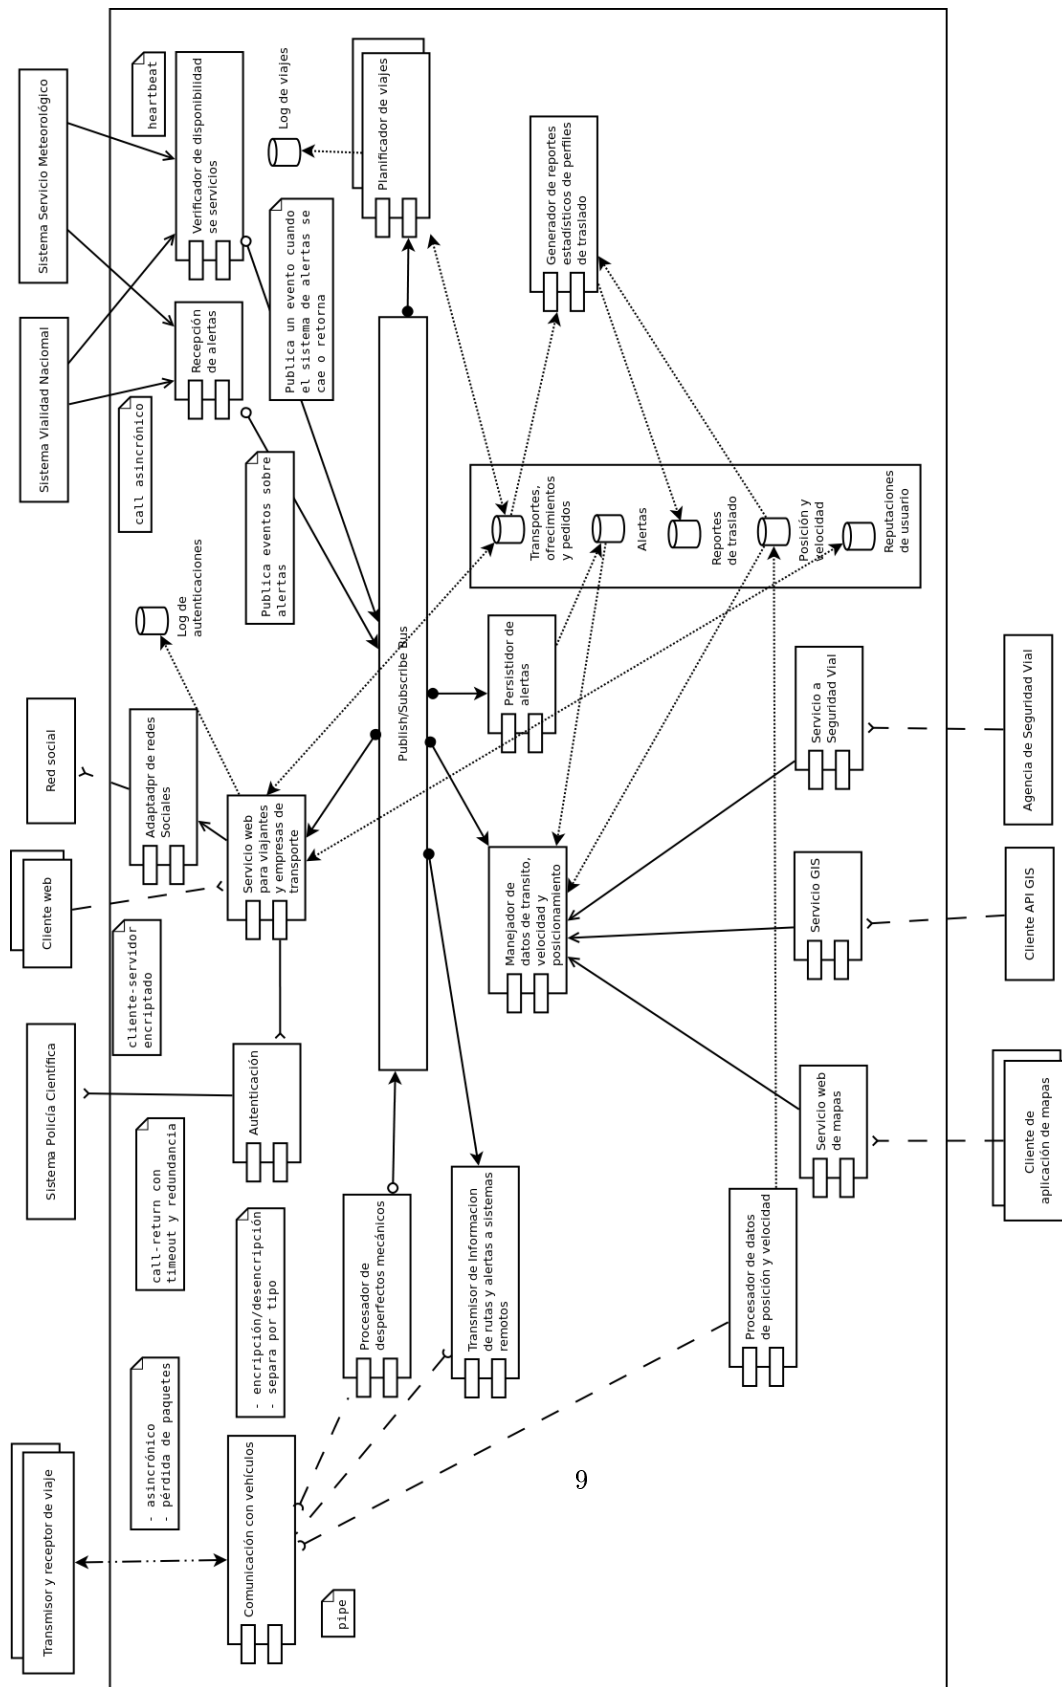 Transmisor y receptor de viaje
Sistema Policía Científica
Cliente web
Red social
Sistema Vialidad Naciomal
Sistema Servicio Meteorológico
- asincrónico
- pérdida de paquetes
call-return con
timeout y redundancia
cliente-servidor
encriptado
Adaptadpr de redes
Sociales
Log de
autenticaciones
call asincrónico
Recepción
de alertas
Verificador de disponibilidad
se servicios
heartbeat
Comunicación con vehículos
- encripción/desencripción
- separa por tipo
Autenticación
Servicio web
para viajantes
y empresas de
transporte
Publica eventos sobre
alertas
Publica un evento cuando
el sistema de alertas se
cae o retorna
Log de viajes
pipe
Procesador de
desperfectos mecánicos
Publish/Subscribe Bus
Planificador de viajes
Transmisor de Informacion
de rutas y alertas a sistemas
remotos
Manejador de
datos de transito,
velocidad y
posicionamiento
Persistidor de
alertas
Transportes,
ofrecimientos
y pedidos
Generador de reportes
estadísticos de perfiles
de traslado
Alertas
Reportes
de traslado
Posición y
velocidad
Reputaciones
de usuario
Procesador de datos
de posición y velocidad
Servicio web
de mapas
Servicio GIS
Servicio a
Seguridad Vial
Cliente de
aplicación de mapas
Cliente API GIS
Agencia de Seguridad Vial
9